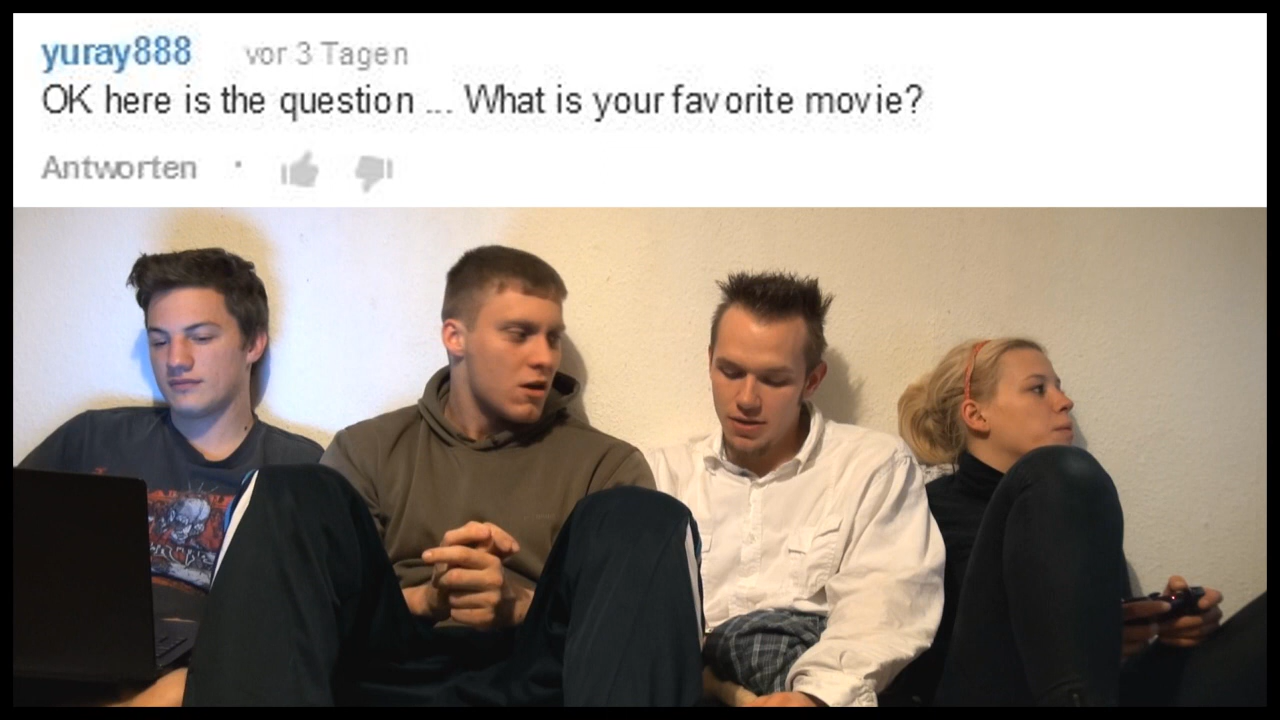 yuray888 vor 3 Tagen
OK here is the question ... What is your favorite movie?
Antworten ·